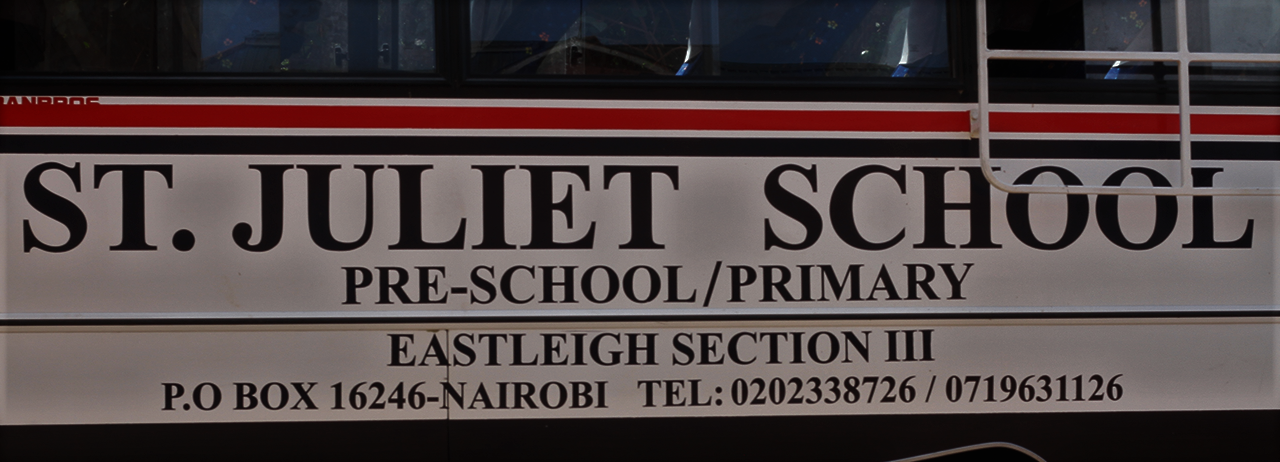 ST. JULIET SCHOOL
PRE-SCHOOL/PRIMARY
EASTLEIGH SECTION III
P.O BOX 16246-NAIROBI TEL: 0202338726 / 0719631126